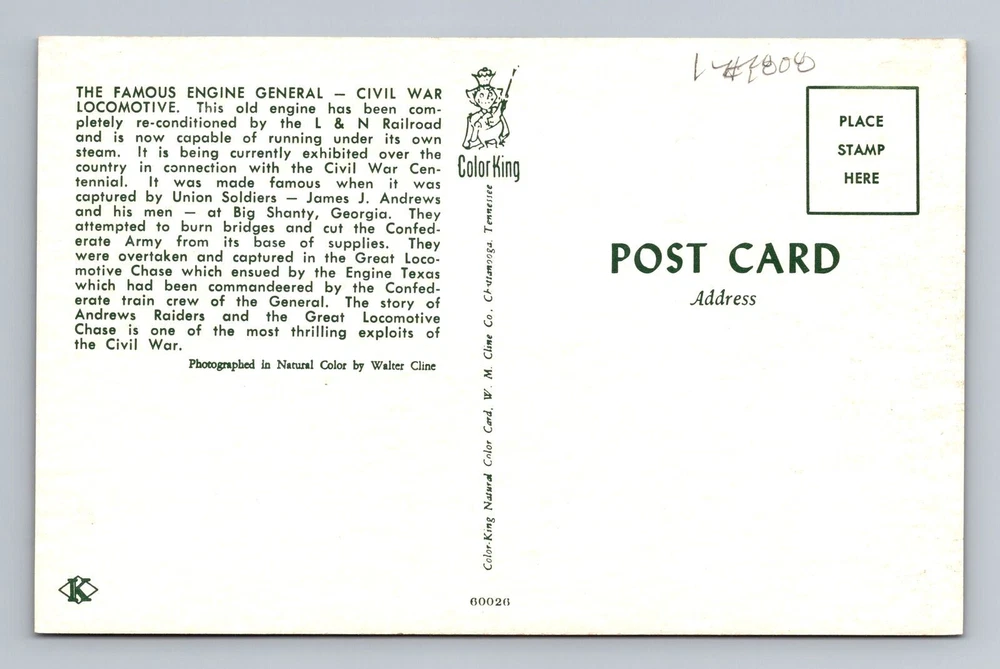 THE FAMOUS ENGINE GENERAL — CIVIL WAR
LOCOMOTIVE. This old engine has been com-
pletely re-conditioned by the L & N Railroad
and is now capable of running under its own
steam. It is being currently exhibited over the
country in connection with the Civil War Cen-
tennial. It was made famous when it was
captured by Union Soldiers — James J. Andrews
and his men — at Big Shanty, Georgia. They
attempted to burn bridges and cut the Confed-
erate Army from its base of supplies. They
were overtaken and captured in the Great Loco-
motive Chase which ensued by the Engine Texas
which had been commandeered by the Confed-
erate train crew of the General. The story of
Andrews Raiders and the Great Locomotive
Chase is one of the most thrilling exploits of
the Civil War.
Photographed in Natural Color by Walter Cline
K
ColorKing
Color-King Natural Color Card, W. M. Cline Co., Chattanooga, Tennessee
60026
PLACE
STAMP
HERE
POST CARD
Address